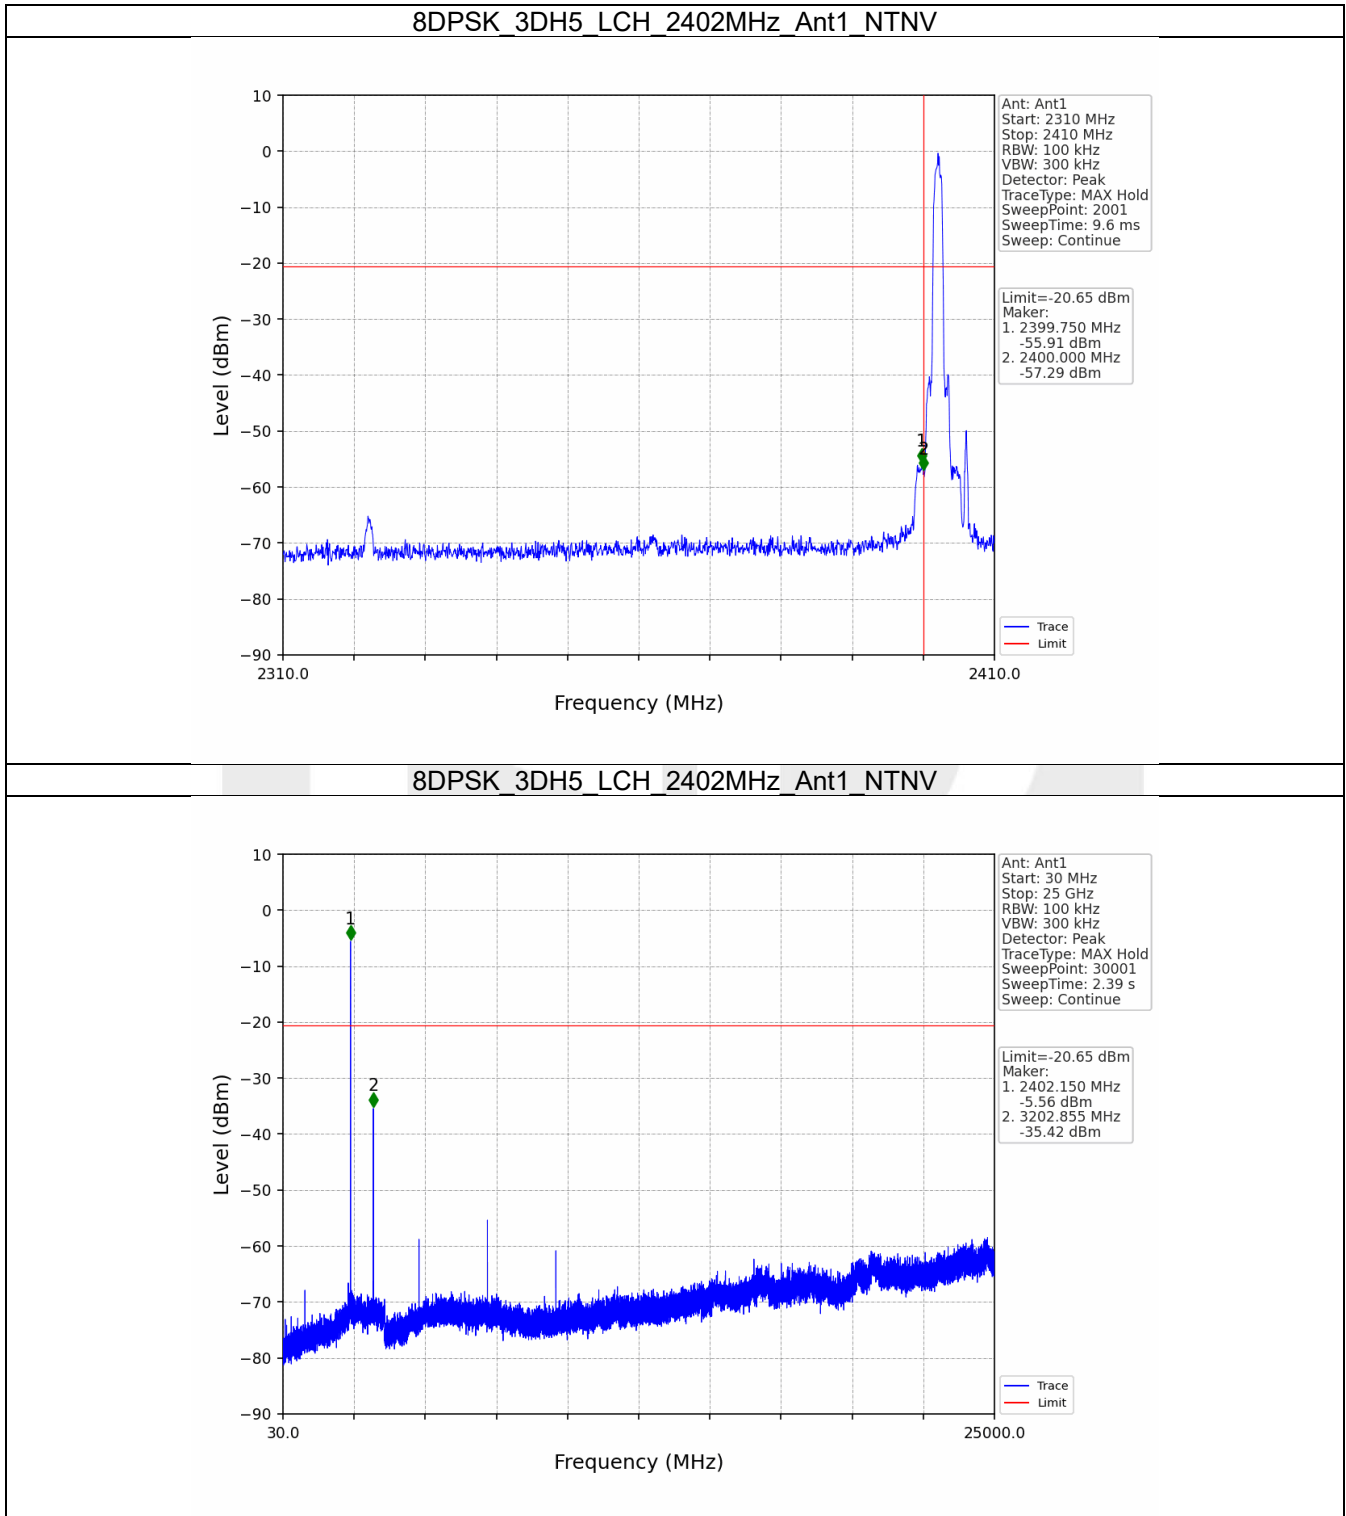 8DPSK_3DH5_LCH_2402MHz_Ant1_NTNV
10
0
−10
−20
−30
−40
−50
−60
−70
−80
−90
Level (dBm)
2310.0
2410.0
Frequency (MHz)
1
2
Ant: Ant1
Start: 2310 MHz
Stop: 2410 MHz
RBW: 100 kHz
VBW: 300 kHz
Detector: Peak
TraceType: MAX Hold
SweepPoint: 2001
SweepTime: 9.6 ms
Sweep: Continue
Limit=-20.65 dBm
Maker:
1. 2399.750 MHz
-55.91 dBm
2. 2400.000 MHz
-57.29 dBm
Trace
Limit
8DPSK_3DH5_LCH_2402MHz_Ant1_NTNV
10
0
−10
−20
−30
−40
−50
−60
−70
−80
−90
Level (dBm)
30.0
25000.0
Frequency (MHz)
1
2
Ant: Ant1
Start: 30 MHz
Stop: 25 GHz
RBW: 100 kHz
VBW: 300 kHz
Detector: Peak
TraceType: MAX Hold
SweepPoint: 30001
SweepTime: 2.39 s
Sweep: Continue
Limit=-20.65 dBm
Maker:
1. 2402.150 MHz
-5.56 dBm
2. 3202.855 MHz
-35.42 dBm
Trace
Limit